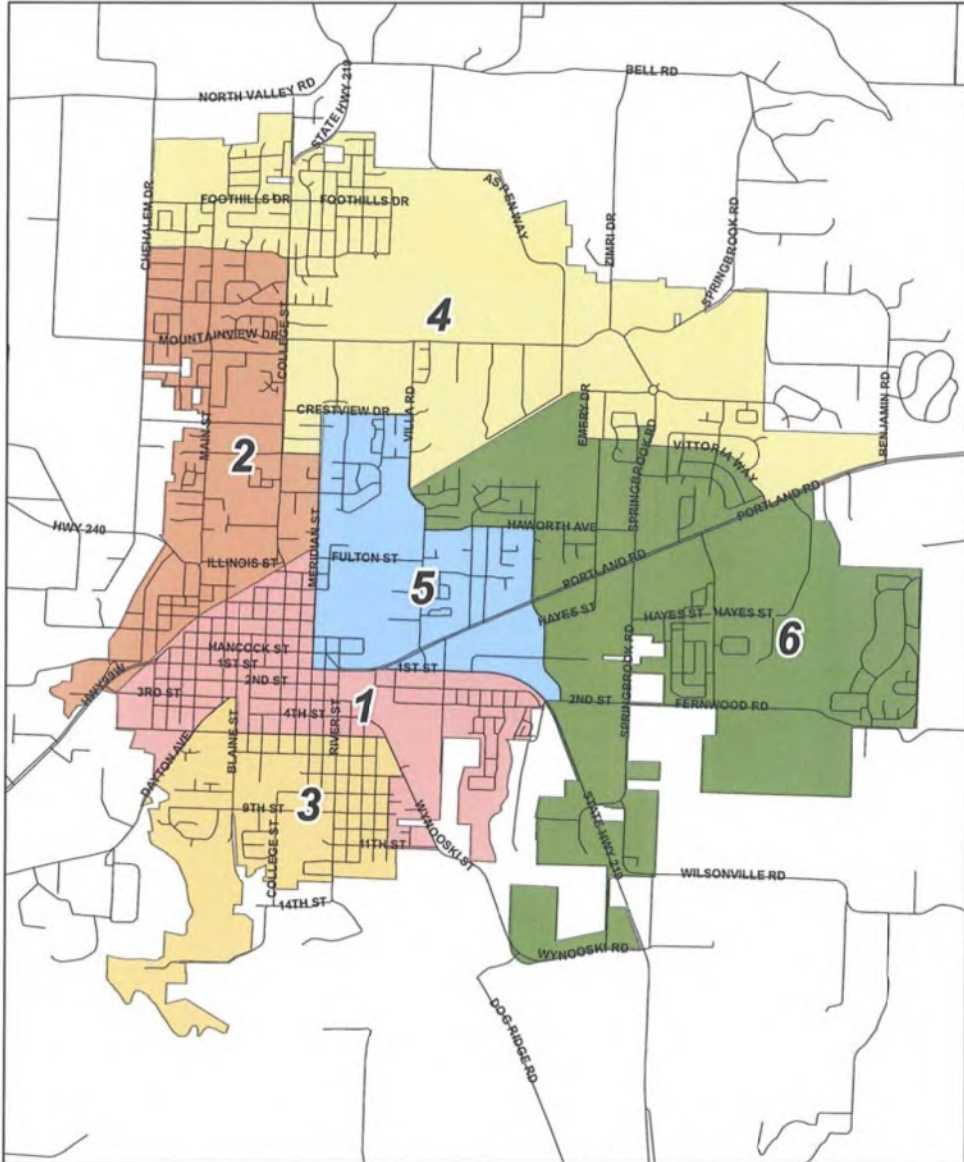 BELL RD
NORTH VALLEY RD
STATE HWY 219
ASPEN WAY
FOOTHILLS DR
FOOTHILLS DR
CHEHALEM DR
ZIMRI DR
SPRINGBROOK RD
4
COLLEGE ST
MOUNTAINVIEW DR
BENJAMIN RD
CRESTVIEW DR
VILLA RD
EMERY DR
MAIN ST
2
SPRINGBROOK RD
VITTORIA WAY
PORTLAND RD
HWY 240
HAWORTH AVE
MERIDIAN ST
ILLINOIS ST
FULTON ST
PORTLAND RD
5
HAYES ST
HAYES ST
HAYES ST
6
HANCOCK ST
1ST ST
1ST ST
2ND ST
SPRINGBROOK RD
3RD ST
2ND ST
FERNWOOD RD
4TH ST
1
RIVER ST
BLAINE ST
DAYTON AVE
9TH ST
3
WYNOOSKI ST
STATE HWY 219
COLLEGE ST
11TH ST
WILSONVILLE RD
14TH ST
WYNOOSKI RD
DOG RIDGE RD